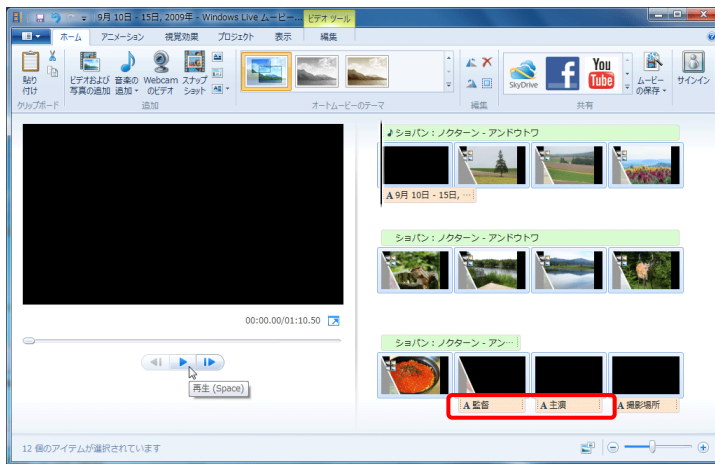 9月 10日 - 15日, 2009年 - Windows Live ムービー...
ビデオ ツール
ホーム アニメーション 視覚効果 プロジェクト 表示 編集
貼り付け
ビデオおよび写真の追加
音楽の追加
Webcam のビデオ
スナップショット
SkyDrive
You Tube
ムービーの保存
サインイン
クリップボード 追加 オートムービーのテーマ 編集 共有
ショパン：ノクターン - アンドウトワ
A 9月 10日 - 15日, ...
ショパン：ノクターン - アンドウトワ
00:00.00/01:10.50
再生 (Space)
ショパン：ノクターン - アン...
A 監督
A 主演
A 撮影場所
12 個のアイテムが選択されています